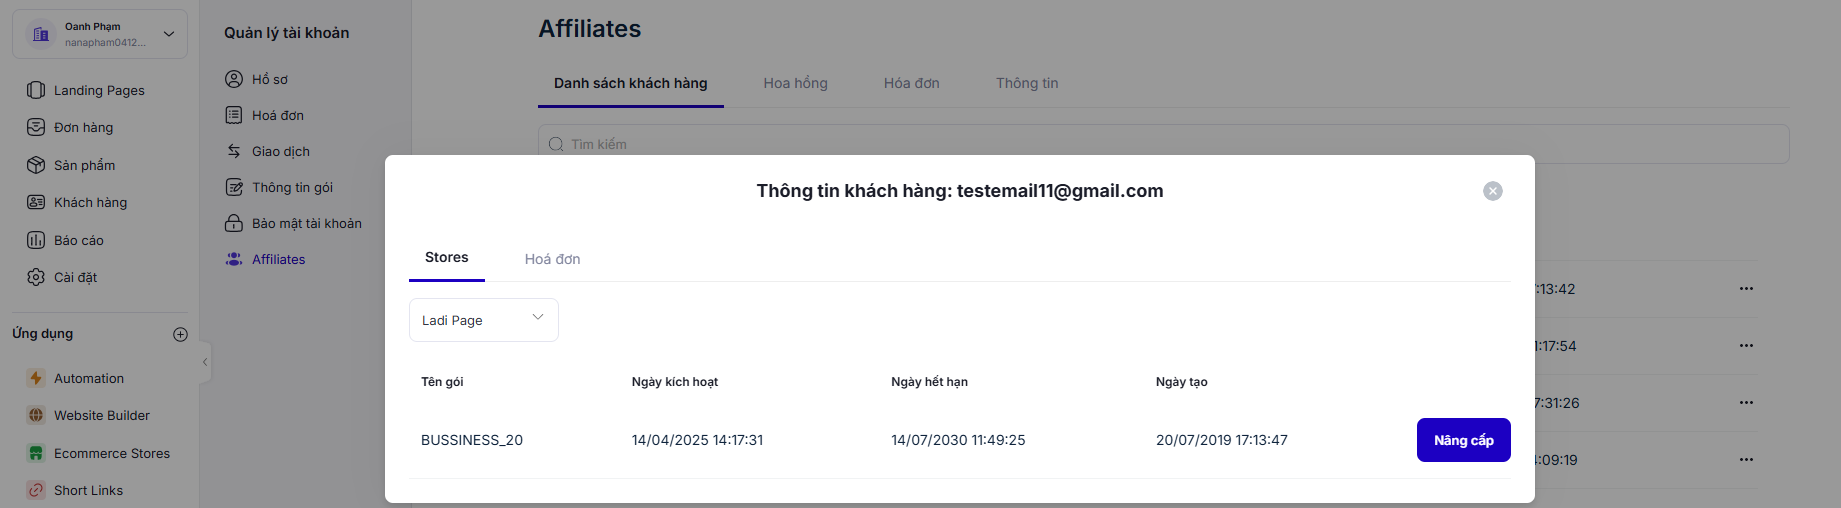 Oanh Phạm
nanapham0412...
Landing Pages
Đơn hàng
Sản phẩm
Khách hàng
Báo cáo
Cài đặt
Ứng dụng
Automation
Website Builder
Ecommerce Stores
Short Links
Quản lý tài khoản
Hồ sơ
Hoá đơn
Giao dịch
Thông tin gói
Bảo mật tài khoản
Affiliates
Affiliates
Danh sách khách hàng Hoa hồng Hóa đơn Thông tin
Tìm kiếm
Thông tin khách hàng: testemail11@gmail.com
Stores Hoá đơn
Ladi Page
Tên gói Ngày kích hoạt Ngày hết hạn Ngày tạo
BUSSINESS_20 14/04/2025 14:17:31 14/07/2030 11:49:25 20/07/2019 17:13:47 Nâng cấp
:13:42
:17:54
:31:26
:09:19